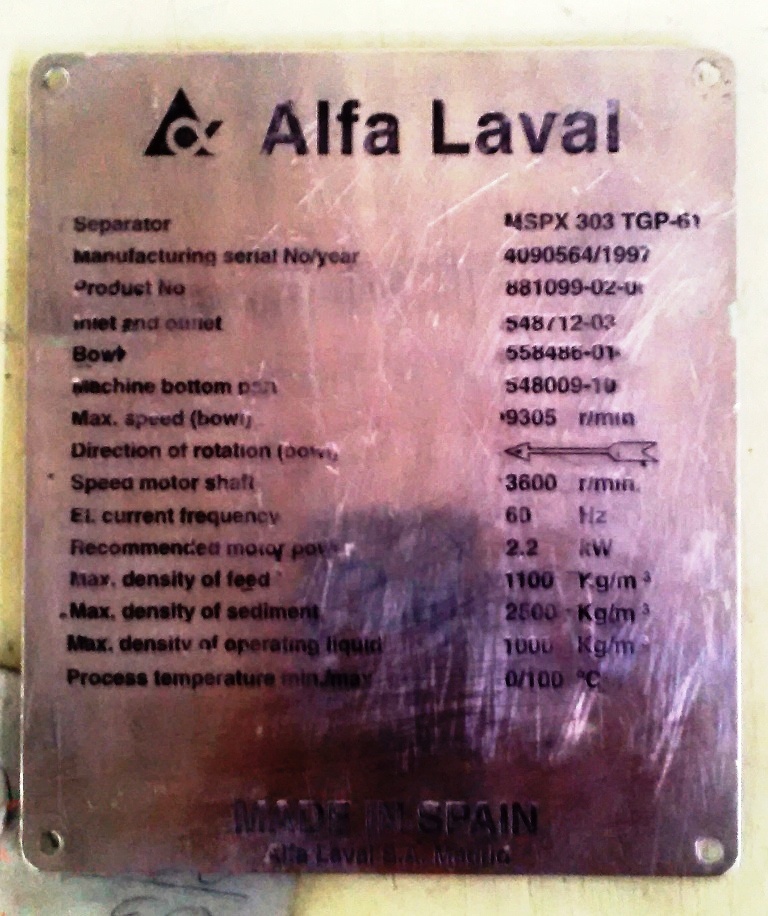 Alfa Laval
Separator MSPX 303 TGP-61
Manufacturing serial No/year 4090564/1997
Product No
Inlet and outlet 548712-03
Bowl 558486-01
Machine bottom part 548009-10
Max. speed (bowl) 9305 r/min
Direction of rotation (bowl)
Speed motor shaft 3600 r/min.
El. current frequency 60 Hz
Recommended motor power 2.2 kW
Max. density of feed 1100 Kg/m³
Max. density of sediment 2500 Kg/m³
Max. density of operating liquid 1000 Kg/m³
Process temperature min./max 0/100 °C
MADE IN SPAIN
Alfa Laval S.A. Madrid